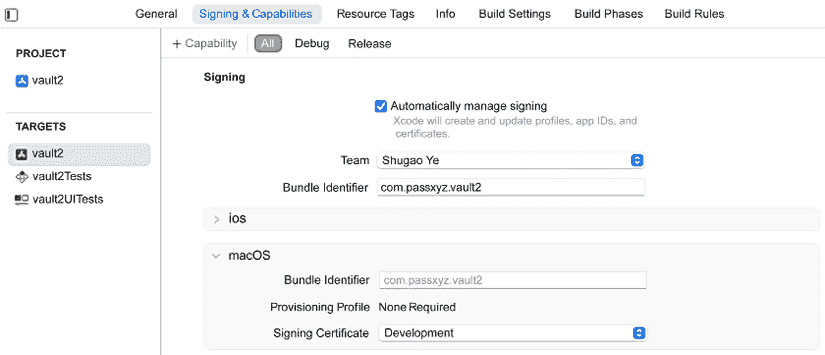 General Signing & Capabilities Resource Tags Info Build Settings Build Phases Build Rules
+ Capability All Debug Release
PROJECT
vault2
TARGETS
vault2
vault2Tests
vault2UITests
Signing
Automatically manage signing
Xcode will create and update profiles, app IDs, and
certificates.
Team Shugao Ye
Bundle Identifier com.passxyz.vault2
ios
macOS
Bundle Identifier com.passxyz.vault2
Provisioning Profile None Required
Signing Certificate Development